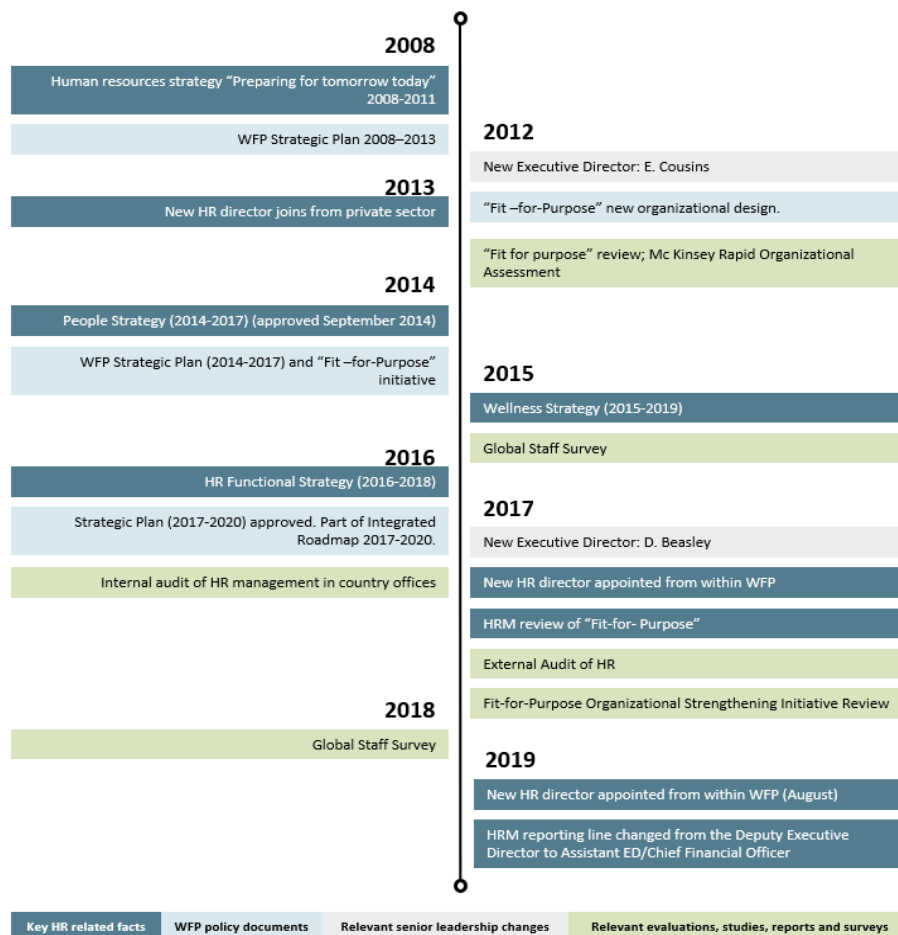 2008
Human resources strategy “Preparing for tomorrow today”
2008-2011
WFP Strategic Plan 2008–2013
2012
New Executive Director: E. Cousins
“Fit –for-Purpose” new organizational design.
“Fit for purpose” review; Mc Kinsey Rapid Organizational
Assessment
2013
New HR director joins from private sector
2014
People Strategy (2014-2017) (approved September 2014)
WFP Strategic Plan (2014-2017) and “Fit –for-Purpose”
initiative
2015
Wellness Strategy (2015-2019)
Global Staff Survey
2016
HR Functional Strategy (2016-2018)
Strategic Plan (2017-2020) approved. Part of Integrated
Roadmap 2017-2020.
Internal audit of HR management in country offices
2017
New Executive Director: D. Beasley
New HR director appointed from within WFP
HRM review of “Fit-for- Purpose”
External Audit of HR
Fit-for-Purpose Organizational Strengthening Initiative Review
2018
Global Staff Survey
2019
New HR director appointed from within WFP (August)
HRM reporting line changed from the Deputy Executive
Director to Assistant ED/Chief Financial Officer
Key HR related facts
WFP policy documents
Relevant senior leadership changes
Relevant evaluations, studies, reports and surveys